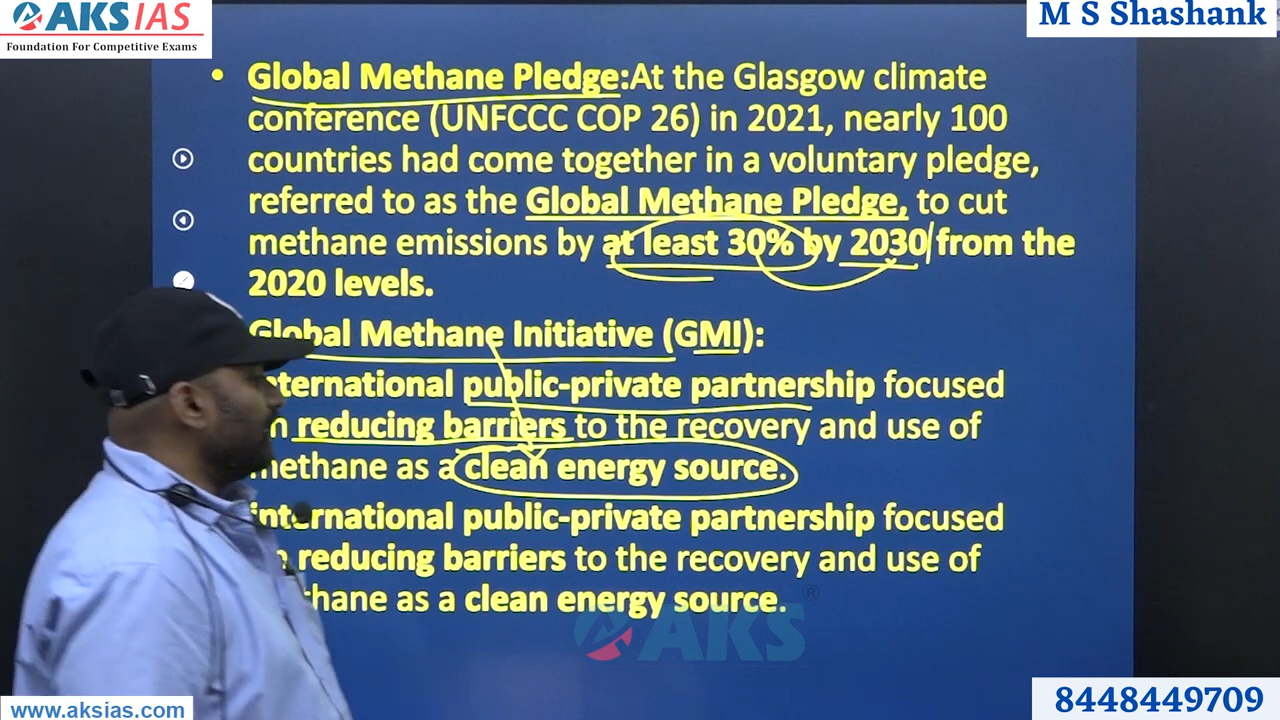 AKS IAS
Foundation For Competitive Exams
M S Shashank
• Global Methane Pledge:At the Glasgow climate
conference (UNFCCC COP 26) in 2021, nearly 100
countries had come together in a voluntary pledge,
referred to as the Global Methane Pledge, to cut
methane emissions by at least 30% by 2030 from the
2020 levels.
Global Methane Initiative (GMI):
international public-private partnership focused
reducing barriers to the recovery and use of
methane as a clean energy source.
international public-private partnership focused
reducing barriers to the recovery and use of
methane as a clean energy source.
AKS®
www.aksias.com
8448449709